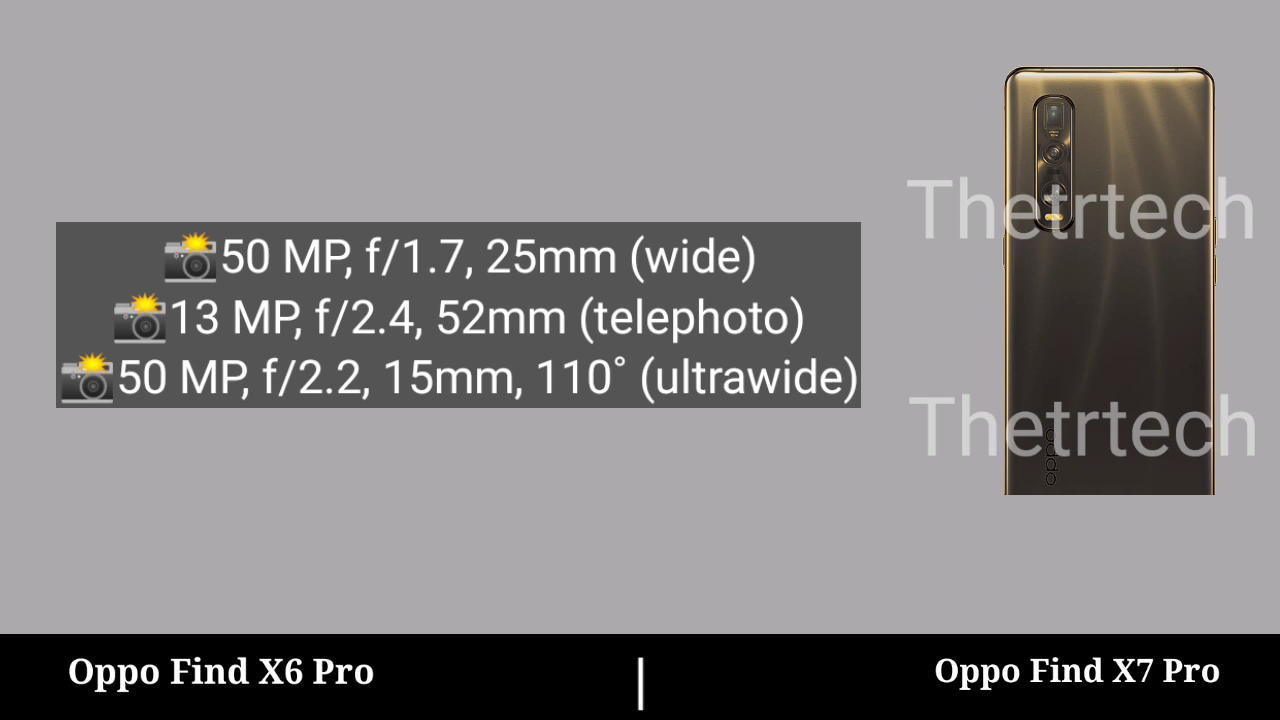 📸50 MP, f/1.7, 25mm (wide)
📸13 MP, f/2.4, 52mm (telephoto)
📸50 MP, f/2.2, 15mm, 110˚ (ultrawide)
Thetrtech
Thetrtech
oppo
Oppo Find X6 Pro | Oppo Find X7 Pro